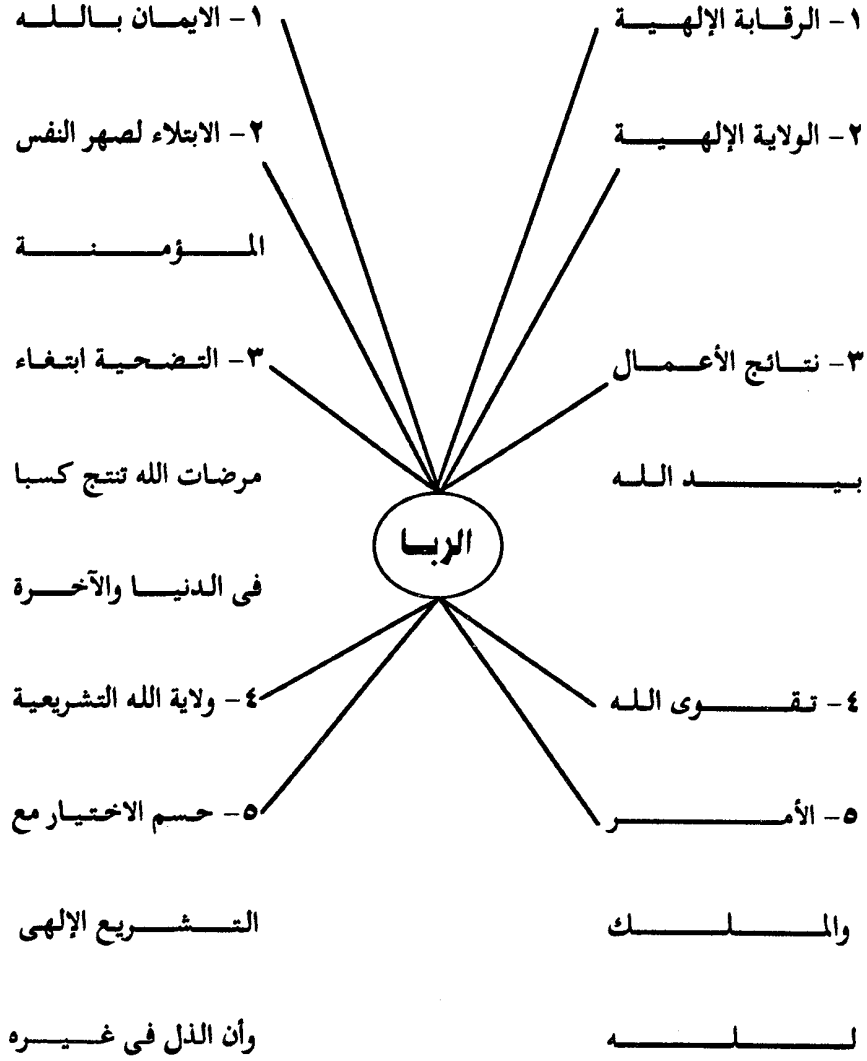 ١- الرقابة الإلهية
٢- الولاية الإلهية
٣- نتائج الأعمال
بيد الله
٤- تقوى الله
٥- الأمر
والملك
لله
الربا
١- الايمان بالله
٢- الابتلاء لصهر النفس
المؤمنة
٣- التضحية ابتغاء
مرضات الله تنتج كسبا
فى الدنيا والآخرة
٤- ولاية الله التشريعية
٥- حسم الاختيار مع
التشريع الإلهى
وأن الذل فى غيره